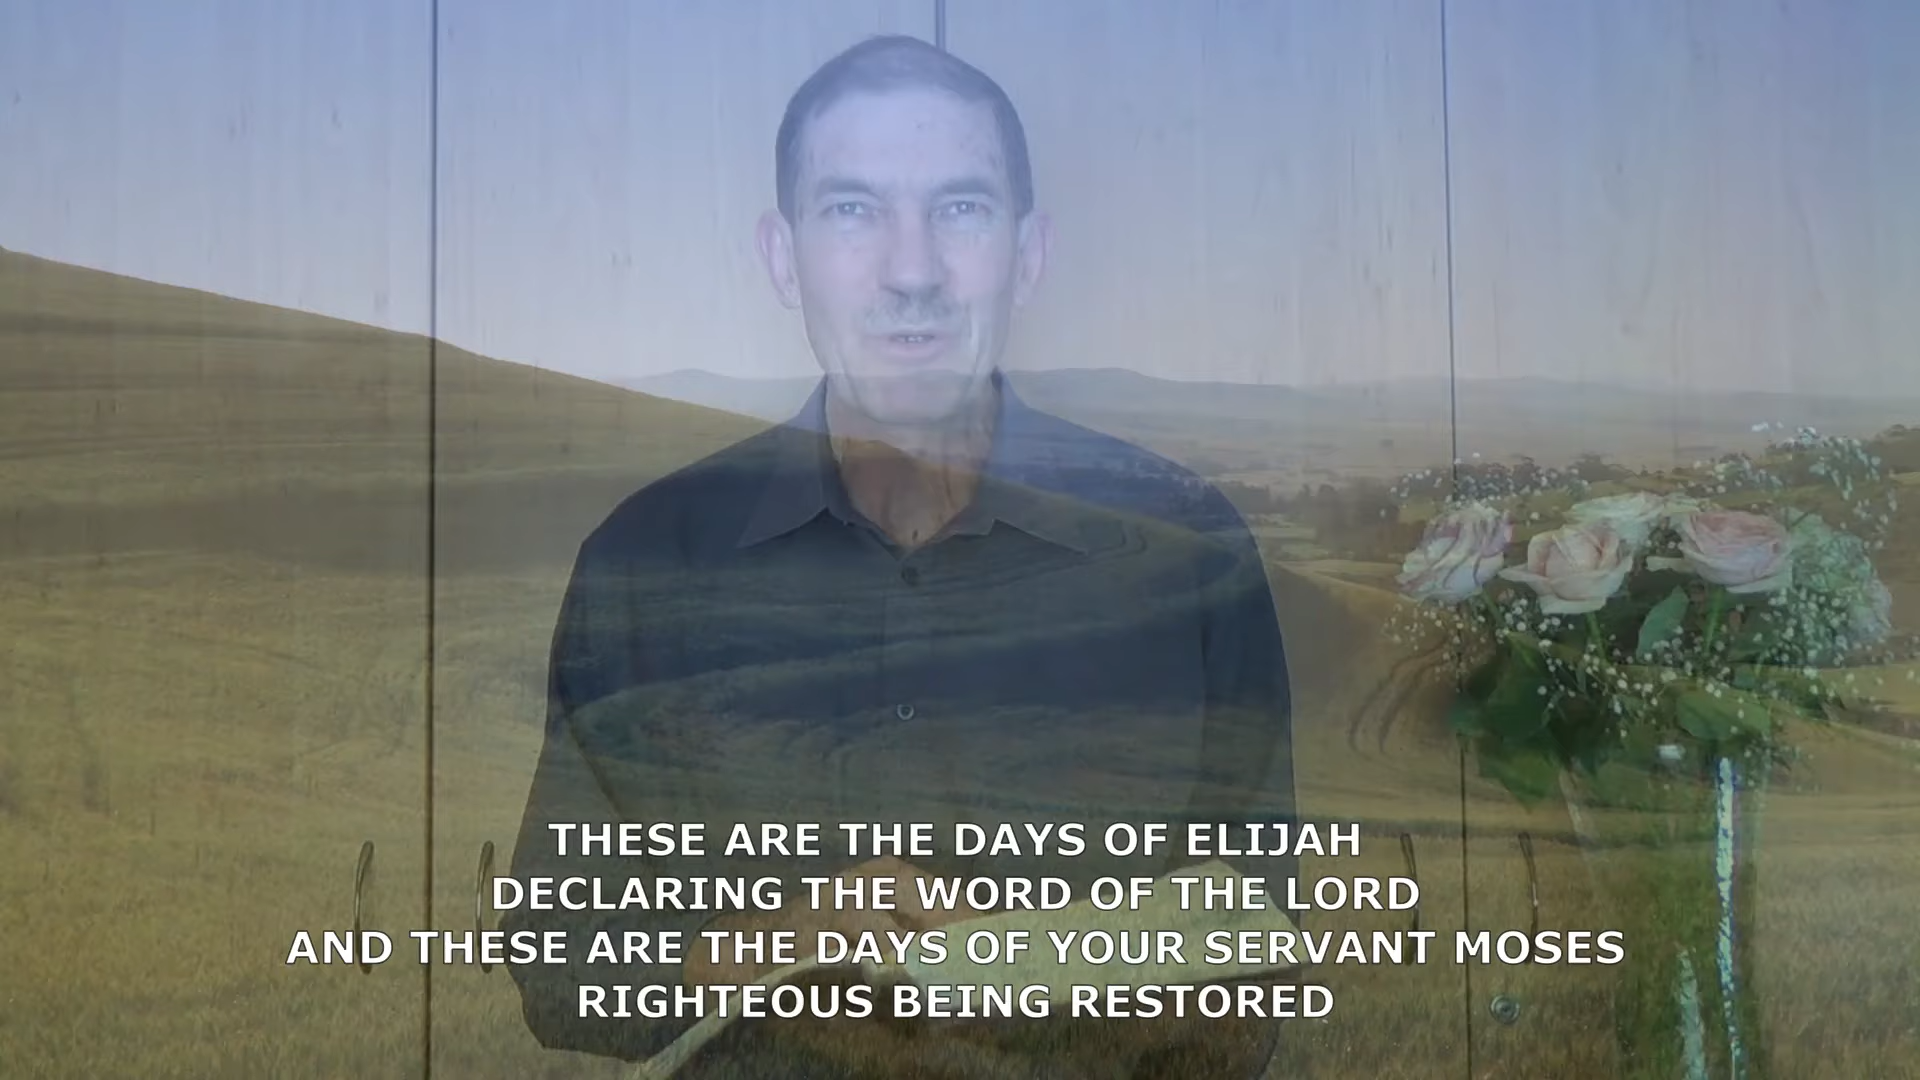 THESE ARE THE DAYS OF ELIJAH
DECLARING THE WORD OF THE LORD
AND THESE ARE THE DAYS OF YOUR SERVANT MOSES
RIGHTEOUS BEING RESTORED